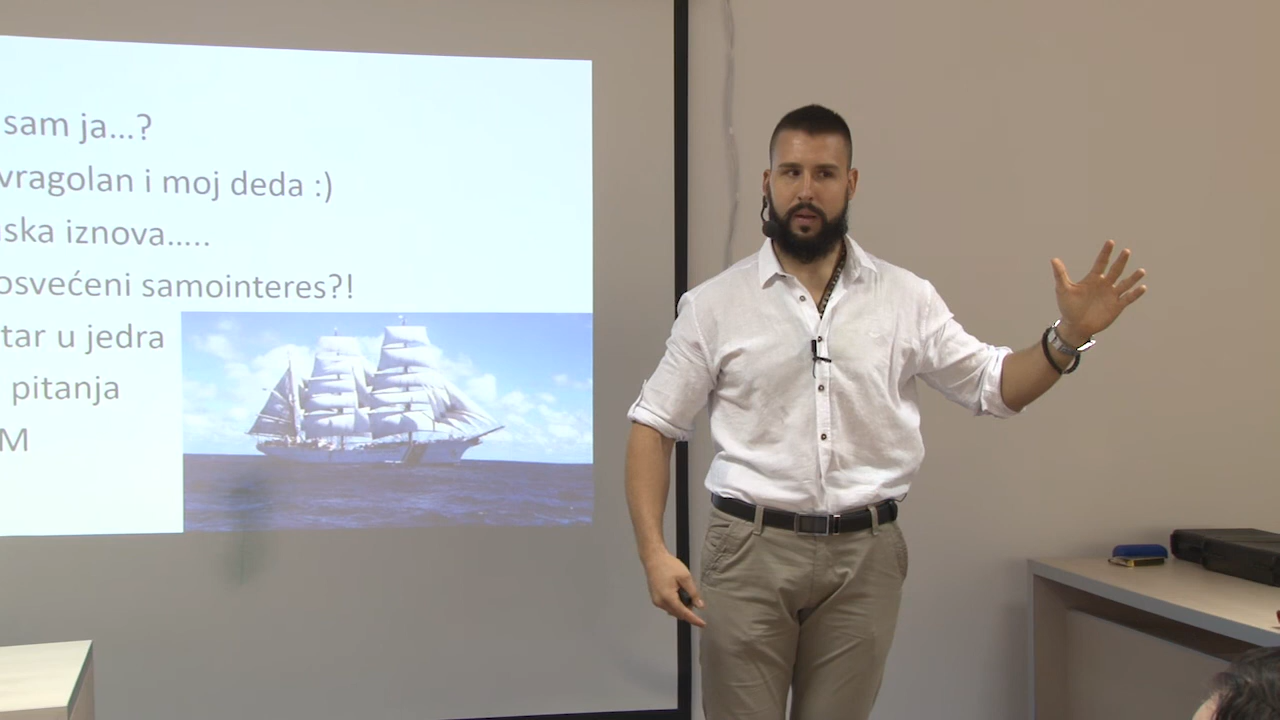 sam ja...?
vragolan i moj deda :)
ska iznova.....
osvećeni samointeres?!
tar u jedra
pitanja
M